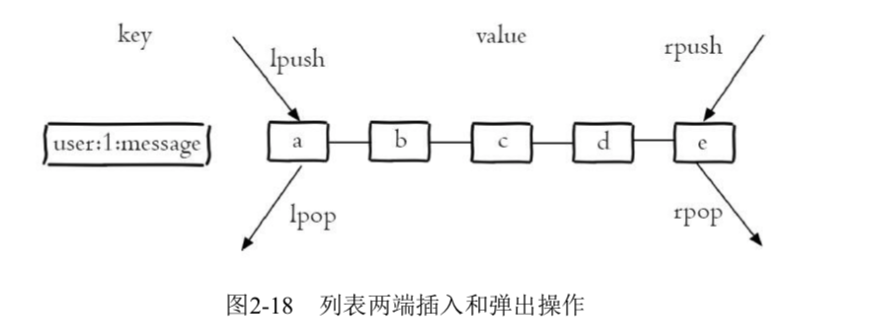 key
value
lpush
rpush
user:1:message
a
b
c
d
e
lpop
rpop
图2-18 列表两端插入和弹出操作